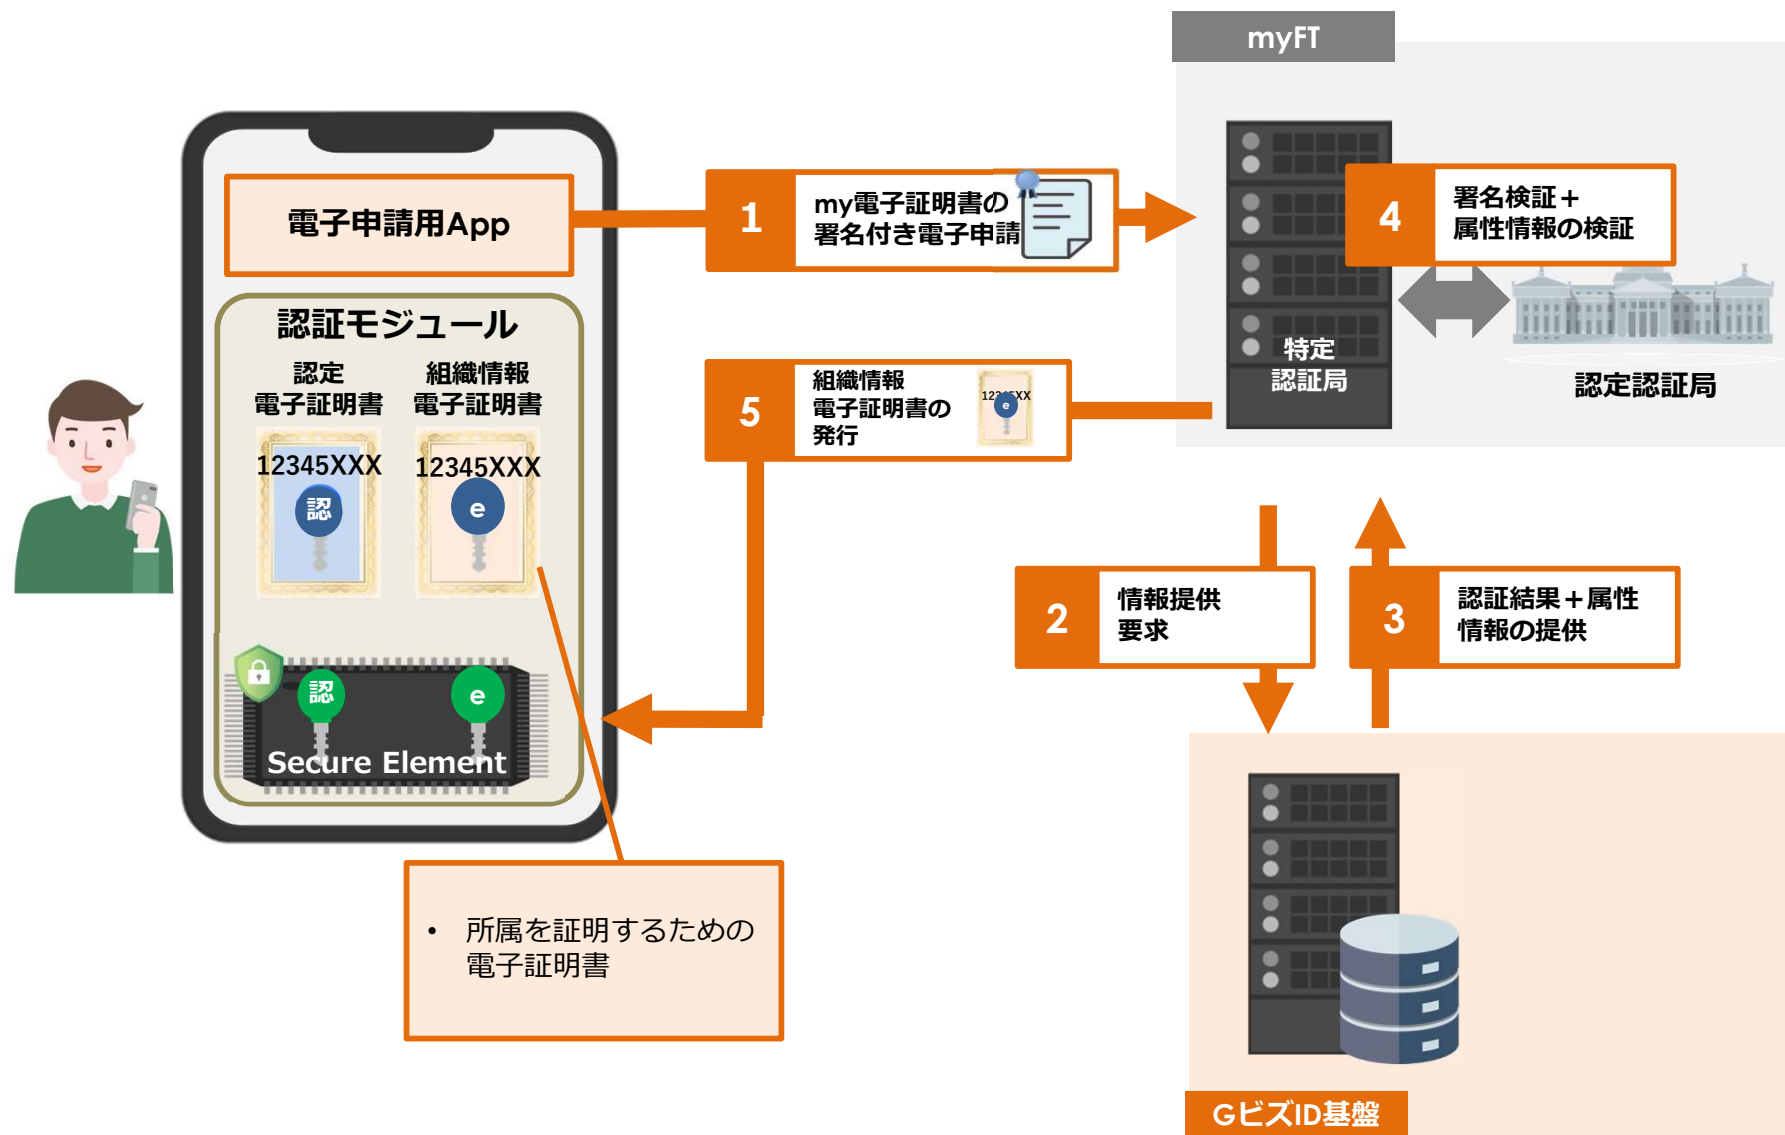 myFT
電子申請用App
1
my電子証明書の
署名付き電子申請
4
署名検証＋
属性情報の検証
特定
認証局
認定認証局
認証モジュール
認定
電子証明書
組織情報
電子証明書
12345XXX
認
12345XXX
e
認
e
Secure Element
5
組織情報
電子証明書の
発行
e
2
情報提供
要求
3
認証結果＋属性
情報の提供
• 所属を証明するための
電子証明書
GビズID基盤